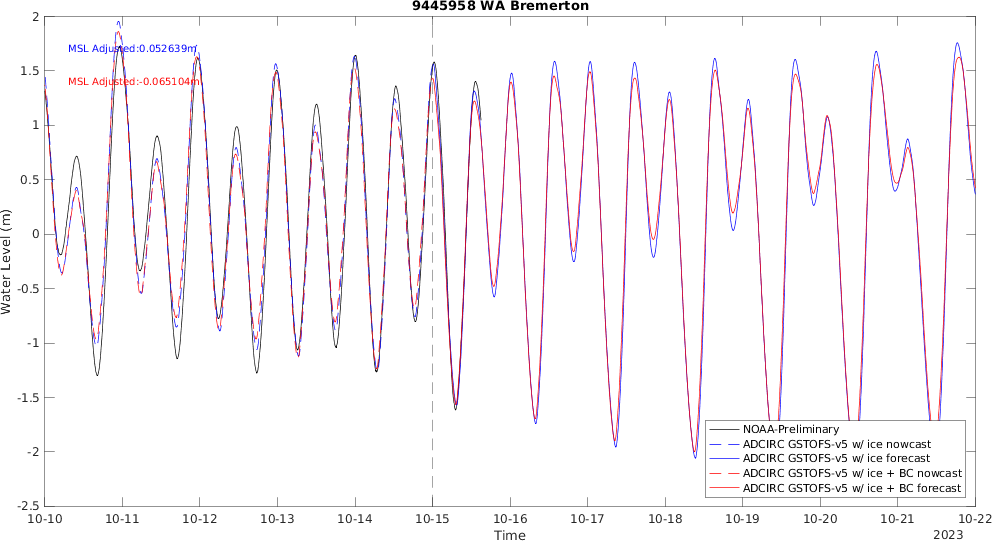 9445958 WA Bremerton
2
1.5
1
0.5
0
-0.5
-1
-1.5
-2
-2.5
Water Level (m)
MSL Adjusted:0.052639m
MSL Adjusted:-0.065104m
NOAA-Preliminary
ADCIRC GSTOFS-v5 w/ ice nowcast
ADCIRC GSTOFS-v5 w/ ice forecast
ADCIRC GSTOFS-v5 w/ ice + BC nowcast
ADCIRC GSTOFS-v5 w/ ice + BC forecast
10-10 10-11 10-12 10-13 10-14 10-15 10-16 10-17 10-18 10-19 10-20 10-21 10-22
Time
2023